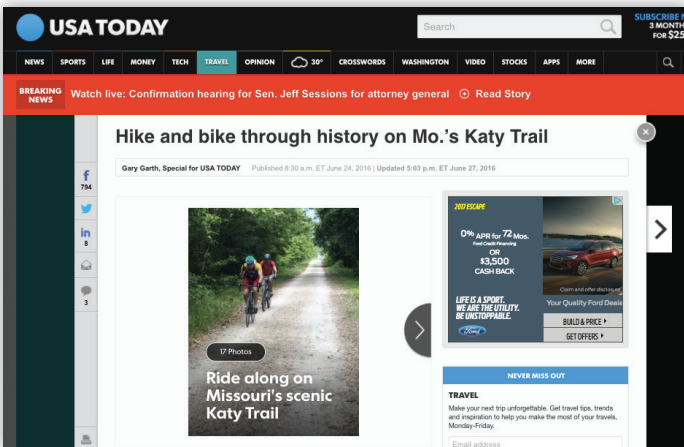 USA TODAY
Search
SUBSCRIBE N
3 MONTH
FOR $25
NEWS SPORTS LIFE MONEY TECH TRAVEL OPINION 30° CROSSWORDS WASHINGTON VIDEO STOCKS APPS MORE
BREAKING
NEWS
Watch live: Confirmation hearing for Sen. Jeff Sessions for attorney general Read Story
Hike and bike through history on Mo.'s Katy Trail
Gary Garth, Special for USA TODAY Published 8:30 a.m. ET June 24, 2016 | Updated 5:03 p.m. ET June 27, 2016
f
794
in
8
3
17 Photos
Ride along on
Missouri's scenic
Katy Trail
2017 ESCAPE
0% APR for 72 Mos.
Ford Credit Financing
OR
$3,500
CASH BACK
Claim and offer disclosure
LIFE IS A SPORT.
WE ARE THE UTILITY.
BE UNSTOPPABLE.
Ford
Your Quality Ford Deale
BUILD & PRICE
GET OFFERS
NEVER MISS OUT
TRAVEL
Make your next trip unforgettable. Get travel tips, trends
and inspiration to help you make the most of your travels,
Monday-Friday.
Email address